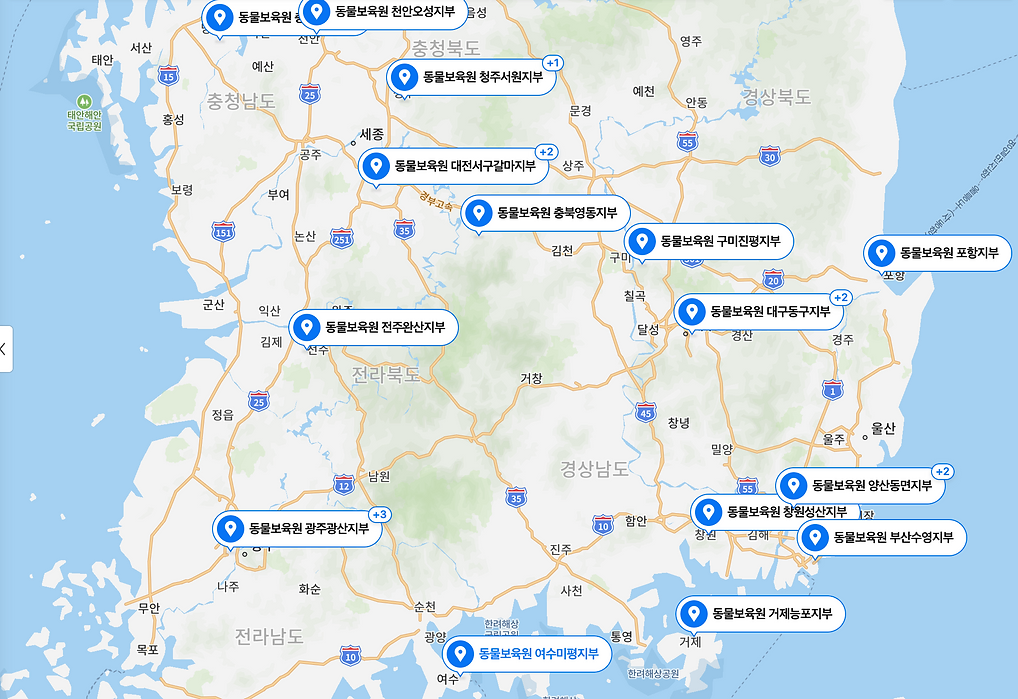 동물보육원
동물보육원 천안오성지부
음성
천안
충청북도
서산
태안
예산
15
25
충청남도
태안해안
국립공원
홍성
동물보육원 청주서원지부
+1
영주
예천
안동
경상북도
문경
세종
공주
55
30
동물보육원 대전서구갈마지부
+2
상주
보령
부여
경부고속
동물보육원 충북영동지부
151
논산
251
35
김천
구미
동물보육원 구미진평지부
동물보육원 포항지부
포항
20
칠곡
군산
익산
동물보육원 대구동구지부
+2
달성
경산
경주
김제
동물보육원 전주완산지부
전주
전라북도
거창
25
정읍
1
45
창녕
울산
울주
밀양
경상남도
남원
12
35
55
동물보육원 양산동면지부
+2
동물보육원 창원성산지부
창원
김해
동물보육원 광주광산지부
+3
10
함안
동물보육원 부산수영지부
진주
나주
화순
사천
무안
순천
동물보육원 거제능포지부
거제
한려해상
국립공원
광양
통영
전라남도
목포
10
동물보육원 여수미평지부
여수
한려해상공원